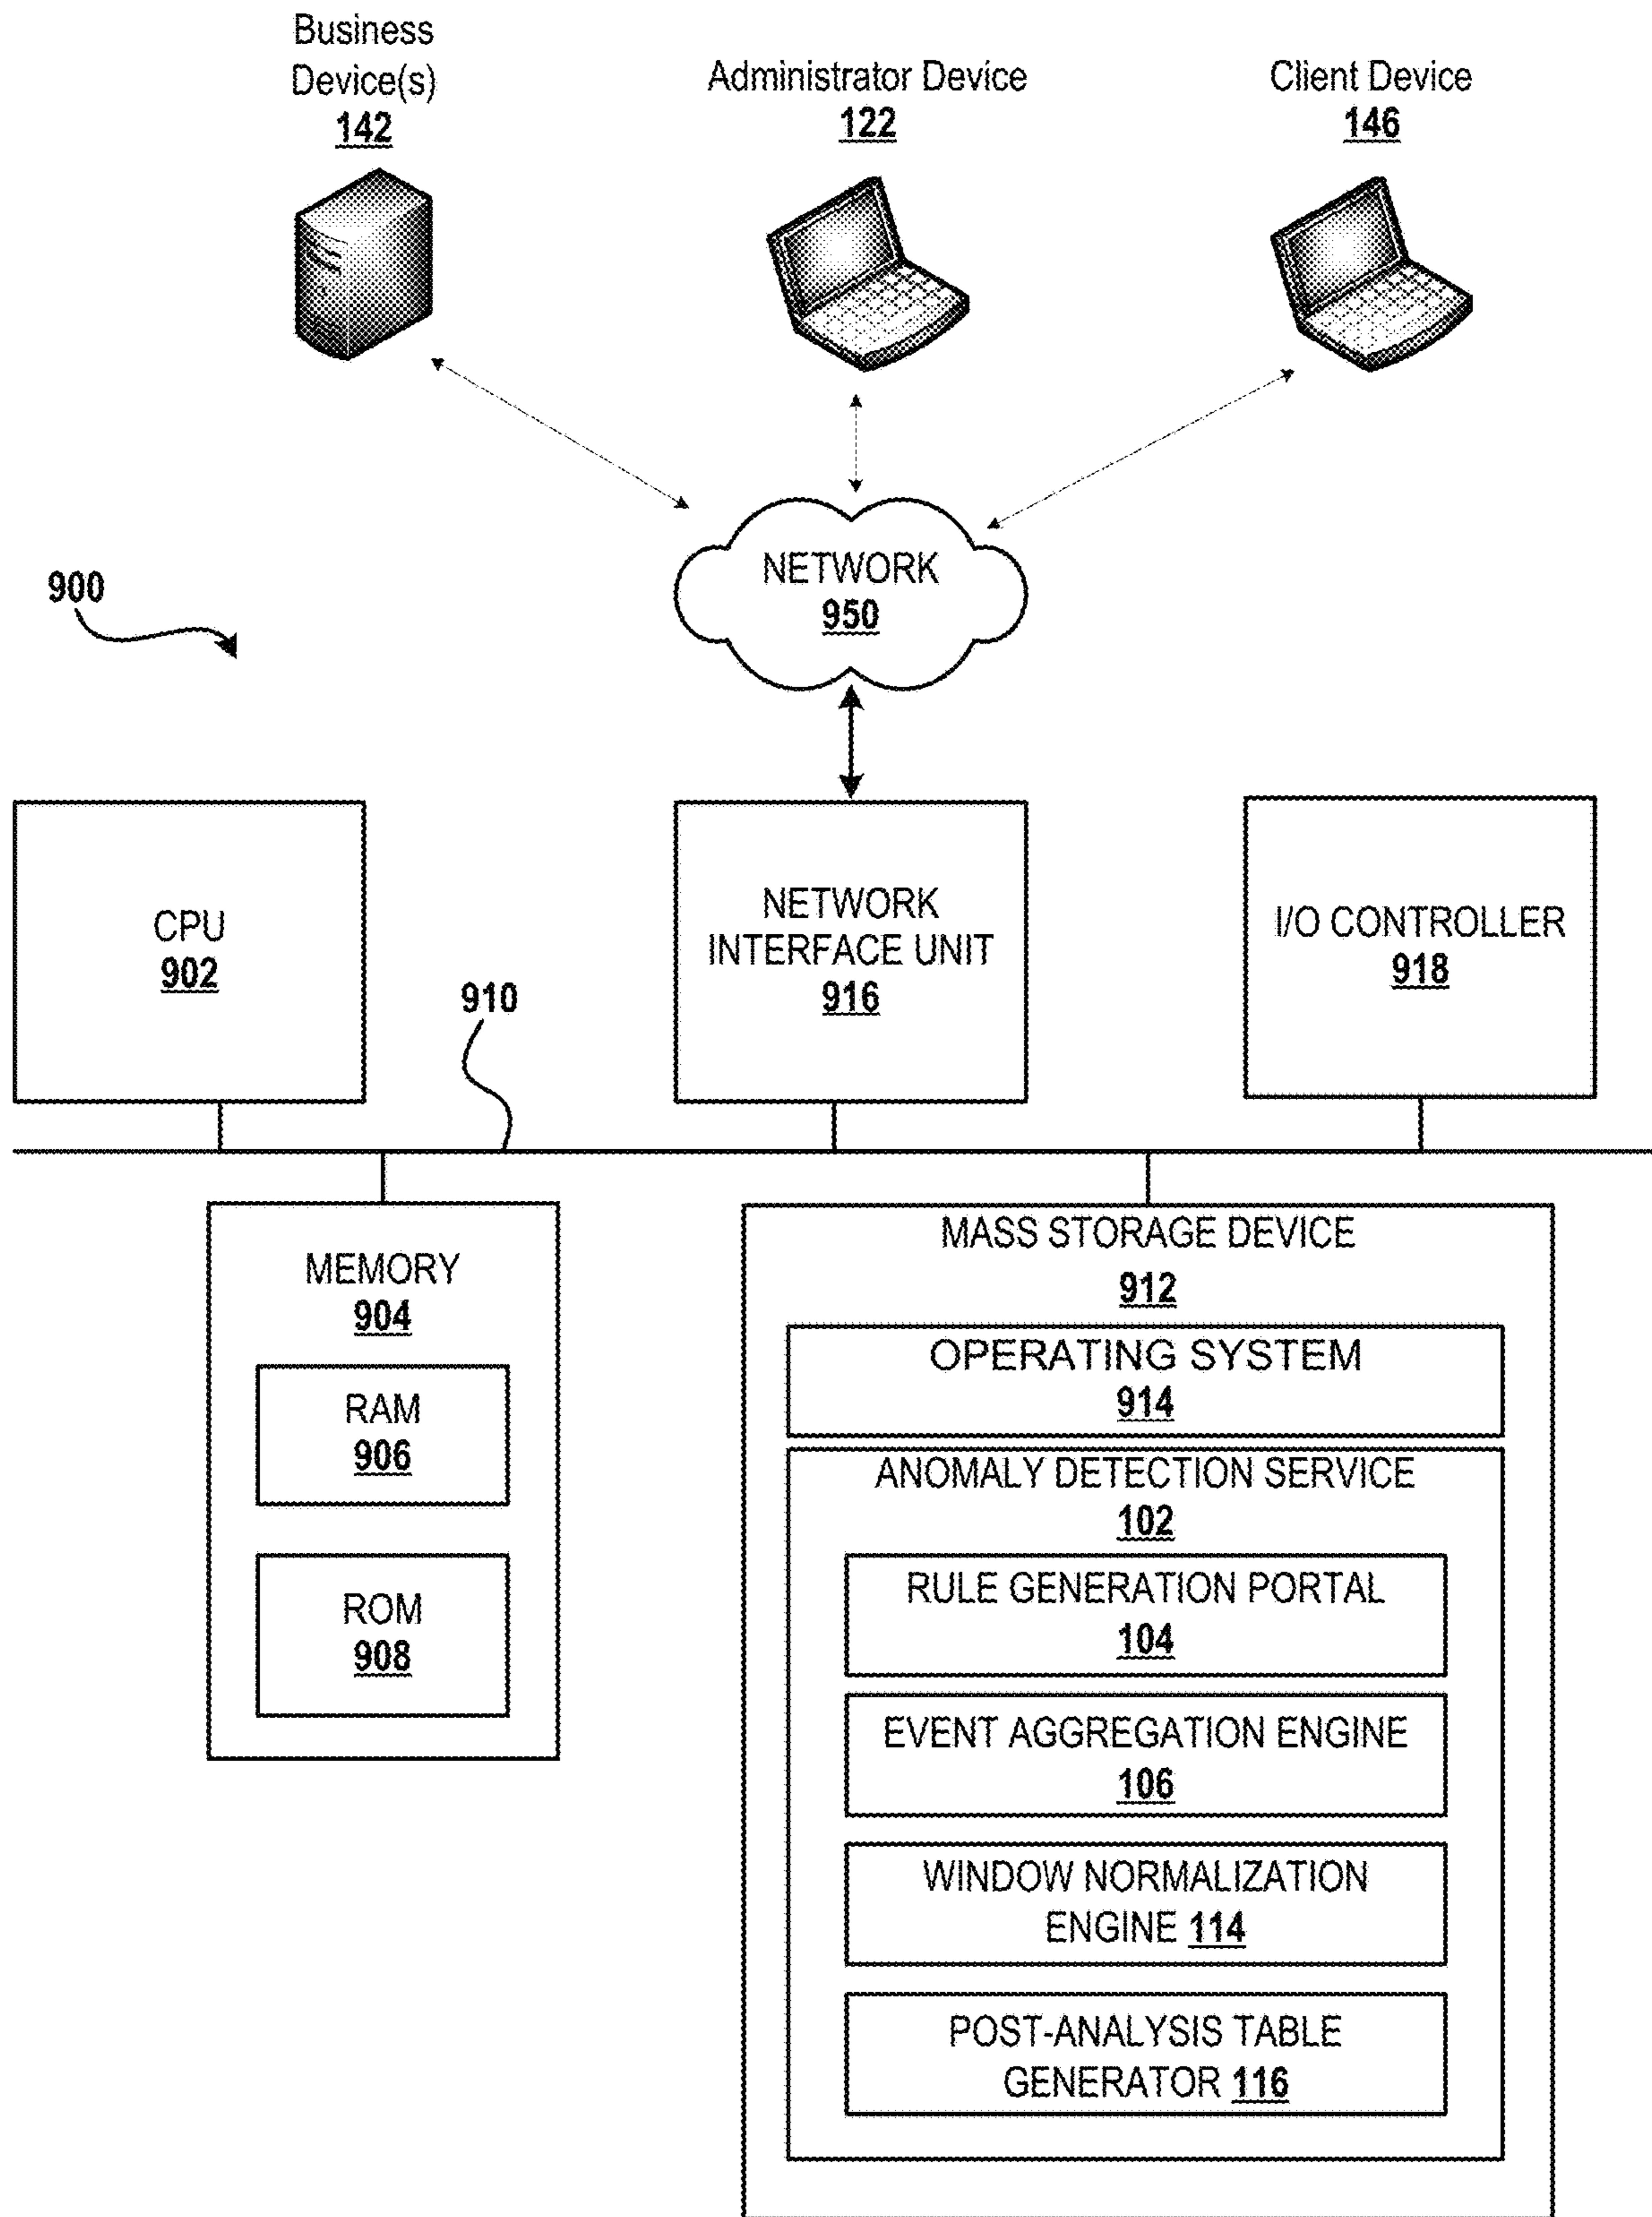 Business
Device(s)
142
Administrator Device
122
Client Device
146
NETWORK
950
900
CPU
902
NETWORK
INTERFACE UNIT
916
I/O CONTROLLER
918
910
MEMORY
904
RAM
906
ROM
908
MASS STORAGE DEVICE
912
OPERATING SYSTEM
914
ANOMALY DETECTION SERVICE
102
RULE GENERATION PORTAL
104
EVENT AGGREGATION ENGINE
106
WINDOW NORMALIZATION
ENGINE 114
POST-ANALYSIS TABLE
GENERATOR 116